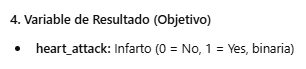 4. Variable de Resultado (Objetivo)
• heart_attack: Infarto (0 = No, 1 = Yes, binaria)